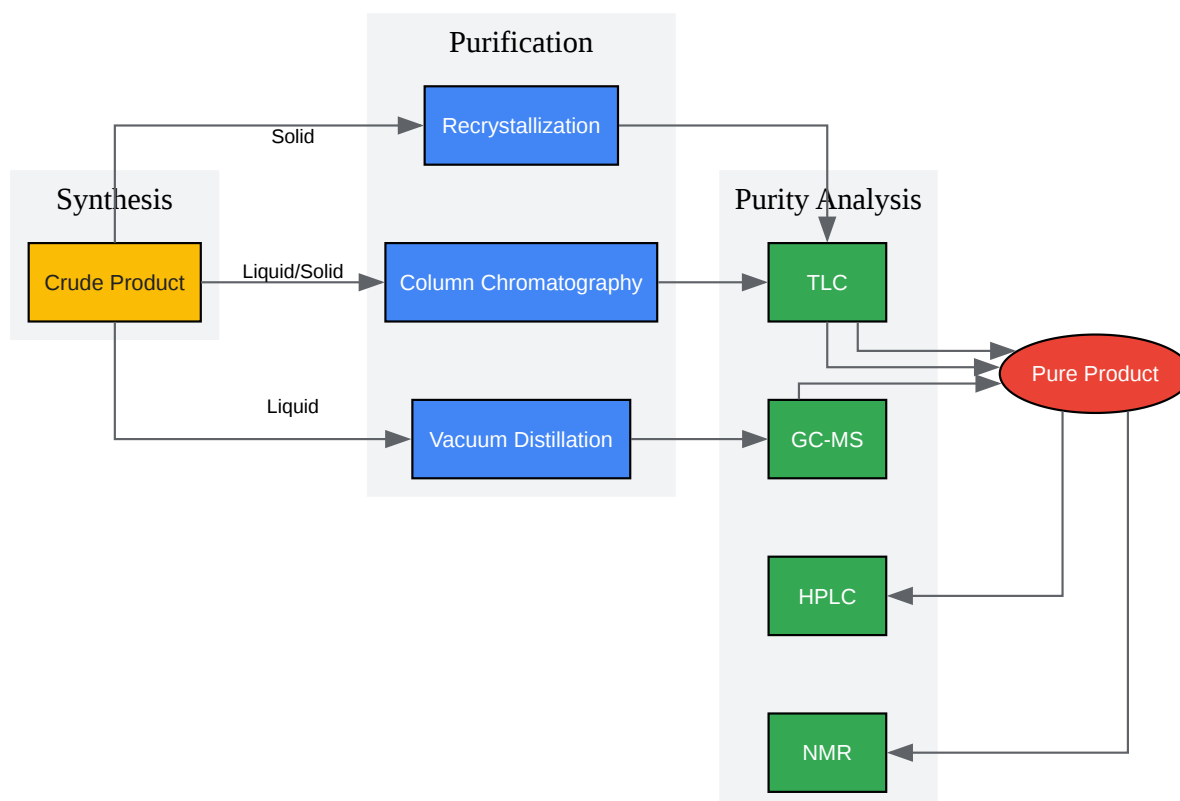 Purification
Recrystallization
Solid
Synthesis
Purity Analysis
Crude Product
Liquid/Solid
Column Chromatography
TLC
Pure Product
Liquid
Vacuum Distillation
GC-MS
HPLC
NMR